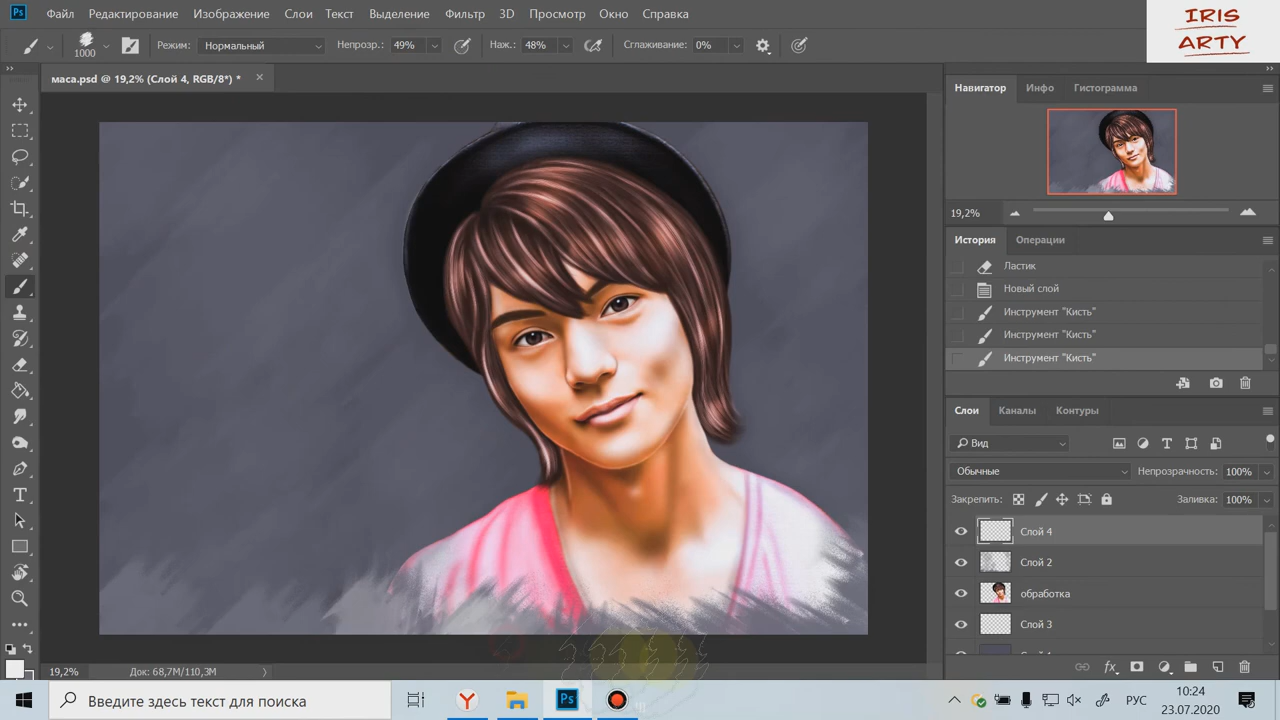 Ps Файл Редактирование Изображение Слои Текст Выделение Фильтр 3D Просмотр Окно Справка
IRIS
ARTY
1000 Режим: Нормальный Непрозр.: 49% Наж.: 48% Сглаживание: 0%
маса.psd @ 19,2% (Слой 4, RGB/8*) *
Навигатор Инфо Гистограмма
19,2%
История Операции
Ластик
Новый слой
Инструмент "Кисть"
Инструмент "Кисть"
Инструмент "Кисть"
Слои Каналы Контуры
Вид
Обычные Непрозрачность: 100%
Закрепить: Заливка: 100%
Слой 4
Слой 2
обработка
Слой 3
19,2% Док: 68,7M/110,3M
Введите здесь текст для поиска
Ps
РУС
10:24
23.07.2020